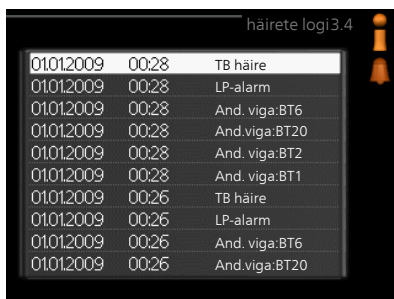 häirete logi3.4
01.01.2009 00:28 TB häire
01.01.2009 00:28 LP-alarm
01.01.2009 00:28 And. viga:BT6
01.01.2009 00:28 And. viga:BT20
01.01.2009 00:28 And. viga:BT2
01.01.2009 00:28 And. viga:BT1
01.01.2009 00:26 TB häire
01.01.2009 00:26 LP-alarm
01.01.2009 00:26 And. viga:BT6
01.01.2009 00:26 And.viga:BT20